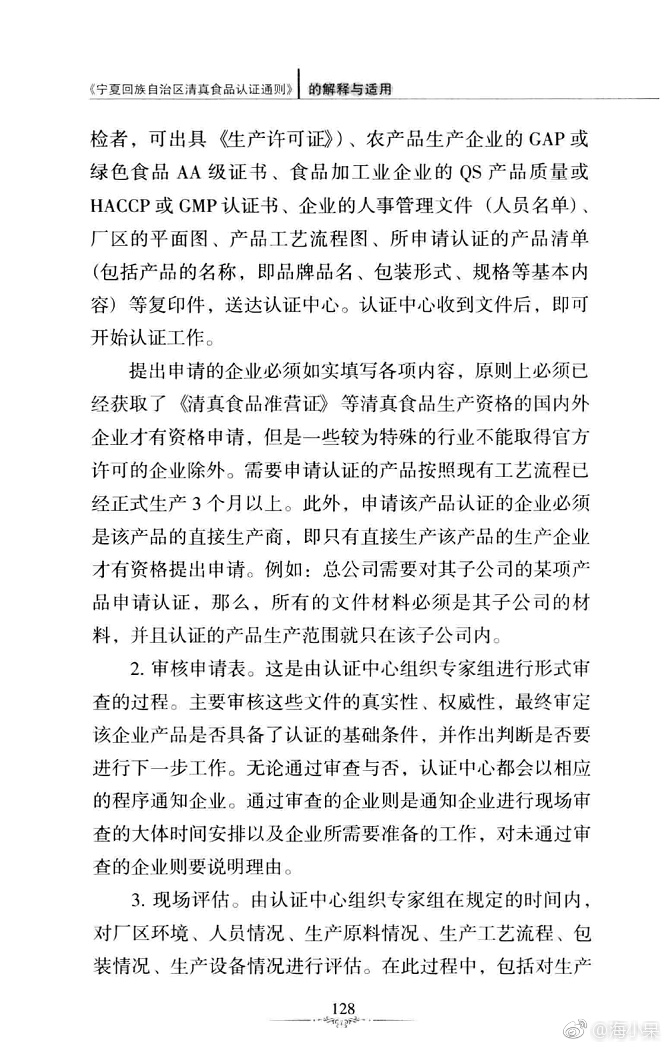 《宁夏回族自治区清真食品认证通则》 的解释与适用
检者，可出具《生产许可证》）、农产品生产企业的 GAP 或
绿色食品 AA 级证书、食品加工业企业的 QS 产品质量或
HACCP 或 GMP 认证书、企业的人事管理文件（人员名单）、
厂区的平面图、产品工艺流程图、所申请认证的产品清单
（包括产品的名称，即品牌品名、包装形式、规格等基本内
容）等复印件，送达认证中心。认证中心收到文件后，即可
开始认证工作。
提出申请的企业必须如实填写各项内容，原则上必须已
经获取了《清真食品准营证》等清真食品生产资格的国内外
企业才有资格申请，但是一些较为特殊的行业不能取得官方
许可的企业除外。需要申请认证的产品按照现有工艺流程已
经正式生产 3 个月以上。此外，申请该产品认证的企业必须
是该产品的直接生产商，即只有直接生产该产品的生产企业
才有资格提出申请。例如：总公司需要对其子公司的某项产
品申请认证，那么，所有的文件材料必须是其子公司的材
料，并且认证的产品生产范围就只在该子公司内。
2. 审核申请表。这是由认证中心组织专家组进行形式审
查的过程。主要审核这些文件的真实性、权威性，最终审定
该企业产品是否具备了认证的基础条件，并作出判断是否要
进行下一步工作。无论通过审查与否，认证中心都会以相应
的程序通知企业。通过审查的企业则是通知企业进行现场审
查的大体时间安排以及企业所需要准备的工作，对未通过审
查的企业则要说明理由。
3. 现场评估。由认证中心组织专家组在规定的时间内，
对厂区环境、人员情况、生产原料情况、生产工艺流程、包
装情况、生产设备情况进行评估。在此过程中，包括对生产
128
@海小呆